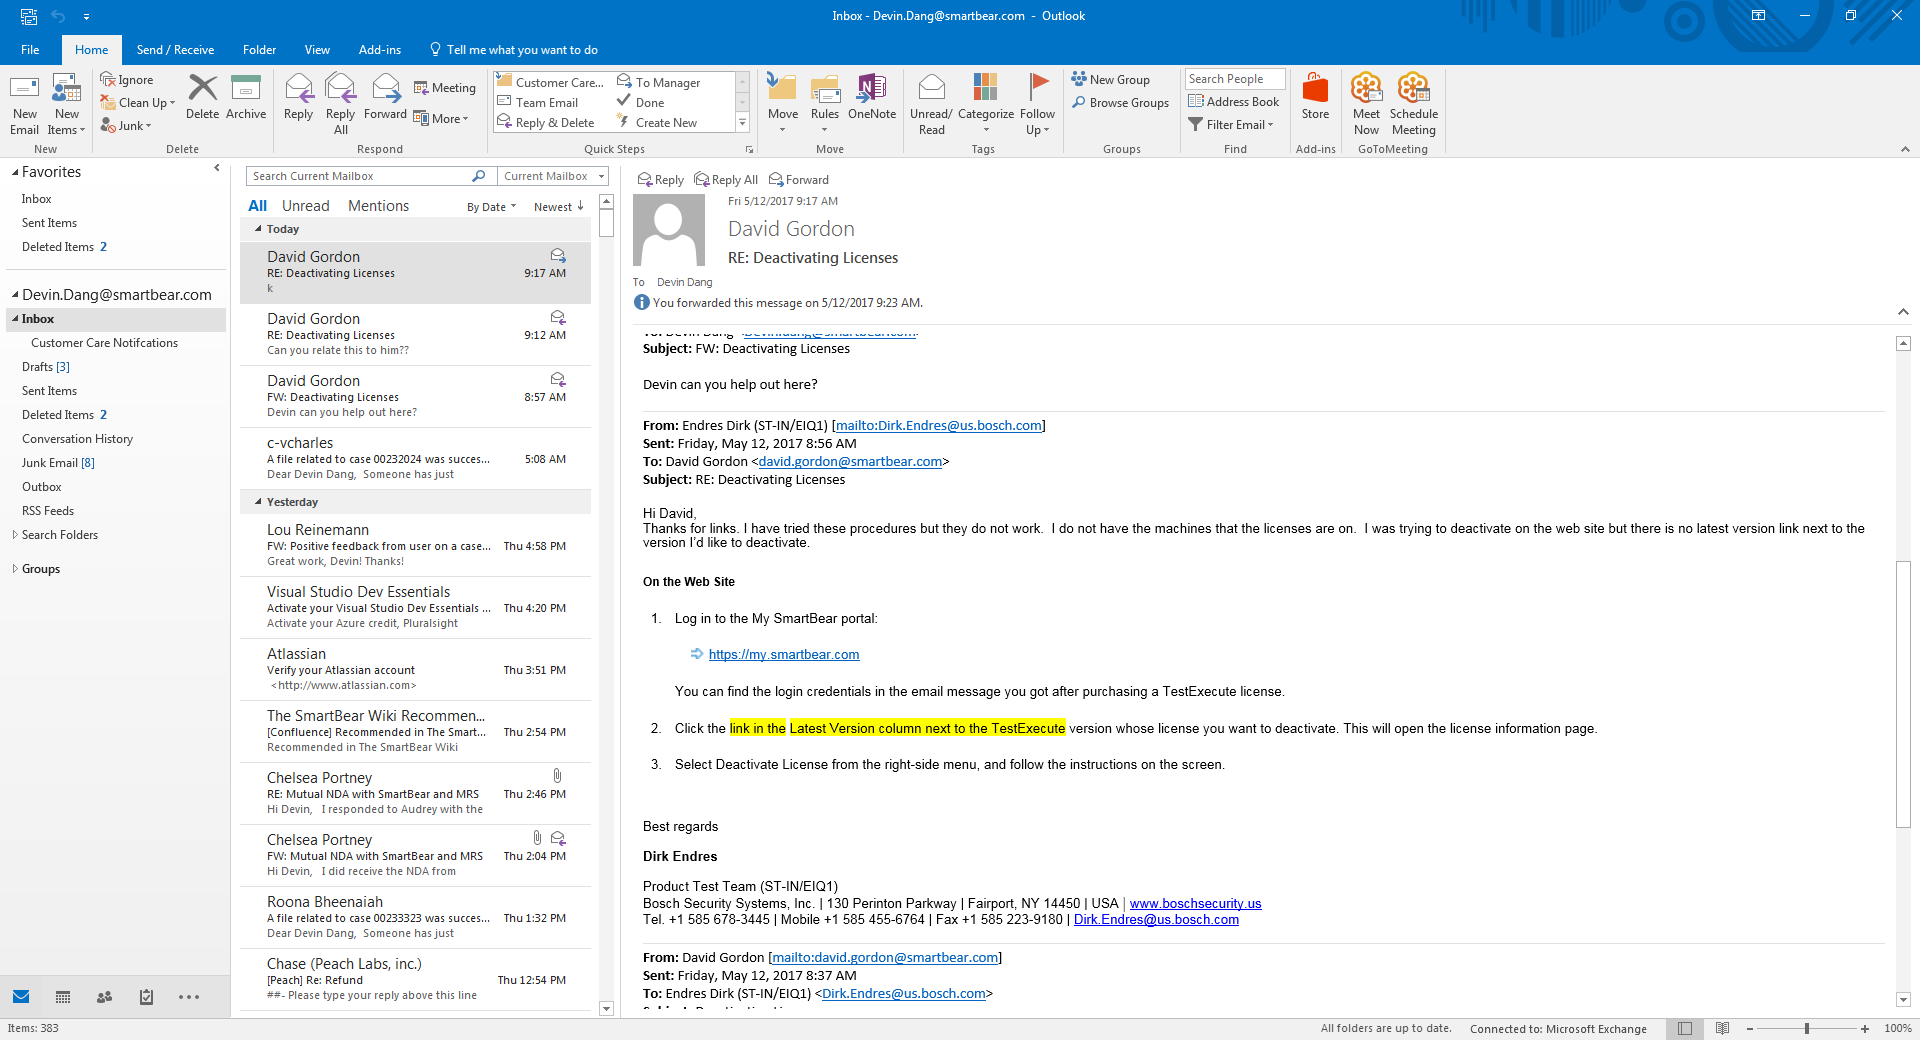 Inbox - Devin.Dang@smartbear.com - Outlook
File Home Send / Receive Folder View Add-ins Tell me what you want to do
New Email
New Items
New
Ignore
Clean Up
Junk
Delete
Archive
Delete
Reply
Reply All
Forward
Meeting
More
Respond
Customer Care...
Team Email
Reply & Delete
To Manager
Done
Create New
Quick Steps
Move
Rules
OneNote
Move
Unread/ Read
Categorize
Follow Up
Tags
New Group
Browse Groups
Groups
Search People
Address Book
Filter Email
Find
Store
Add-ins
Meet Now
Schedule Meeting
GoToMeeting
Favorites
Inbox
Sent Items
Deleted Items 2
Devin.Dang@smartbear.com
Inbox
Customer Care Notifcations
Drafts [3]
Sent Items
Deleted Items 2
Conversation History
Junk Email [8]
Outbox
RSS Feeds
Search Folders
Groups
Search Current Mailbox Current Mailbox
All Unread Mentions By Date Newest
Today
David Gordon
RE: Deactivating Licenses 9:17 AM
k
David Gordon
RE: Deactivating Licenses 9:12 AM
Can you relate this to him??
David Gordon
FW: Deactivating Licenses 8:57 AM
Devin can you help out here?
c-vcharles
A file related to case 00232024 was succes... 5:08 AM
Dear Devin Dang, Someone has just
Yesterday
Lou Reinemann
FW: Positive feedback from user on a case... Thu 4:58 PM
Great work, Devin! Thanks!
Visual Studio Dev Essentials
Activate your Visual Studio Dev Essentials ... Thu 4:20 PM
Activate your Azure credit, Pluralsight
Atlassian
Verify your Atlassian account Thu 3:51 PM
<http://www.atlassian.com>
The SmartBear Wiki Recommen...
[Confluence] Recommended in The Smart... Thu 2:54 PM
Recommended in The SmartBear Wiki
Chelsea Portney
RE: Mutual NDA with SmartBear and MRS Thu 2:46 PM
Hi Devin, I responded to Audrey with the
Chelsea Portney
FW: Mutual NDA with SmartBear and MRS Thu 2:04 PM
Hi Devin, I did receive the NDA from
Roona Bheenaiah
A file related to case 00233323 was succes... Thu 1:32 PM
Dear Devin Dang, Someone has just
Chase (Peach Labs, inc.)
[Peach] Re: Refund Thu 12:54 PM
##- Please type your reply above this line
Reply Reply All Forward
Fri 5/12/2017 9:17 AM
David Gordon
RE: Deactivating Licenses
To Devin Dang
You forwarded this message on 5/12/2017 9:23 AM.
To: Devin Dang <Devin.dang@smartbear.com>
Subject: FW: Deactivating Licenses
Devin can you help out here?
From: Endres Dirk (ST-IN/EIQ1) [mailto:Dirk.Endres@us.bosch.com]
Sent: Friday, May 12, 2017 8:56 AM
To: David Gordon <david.gordon@smartbear.com>
Subject: RE: Deactivating Licenses
Hi David,
Thanks for links. I have tried these procedures but they do not work. I do not have the machines that the licenses are on. I was trying to deactivate on the web site but there is no latest version link next to the
version I'd like to deactivate.
On the Web Site
1. Log in to the My SmartBear portal:
https://my.smartbear.com
You can find the login credentials in the email message you got after purchasing a TestExecute license.
2. Click the link in the Latest Version column next to the TestExecute version whose license you want to deactivate. This will open the license information page.
3. Select Deactivate License from the right-side menu, and follow the instructions on the screen.
Best regards
Dirk Endres
Product Test Team (ST-IN/EIQ1)
Bosch Security Systems, Inc. | 130 Perinton Parkway | Fairport, NY 14450 | USA | www.boschsecurity.us
Tel. +1 585 678-3445 | Mobile +1 585 455-6764 | Fax +1 585 223-9180 | Dirk.Endres@us.bosch.com
From: David Gordon [mailto:david.gordon@smartbear.com]
Sent: Friday, May 12, 2017 8:37 AM
To: Endres Dirk (ST-IN/EIQ1) <Dirk.Endres@us.bosch.com>
Items: 383
All folders are up to date. Connected to: Microsoft Exchange 100%